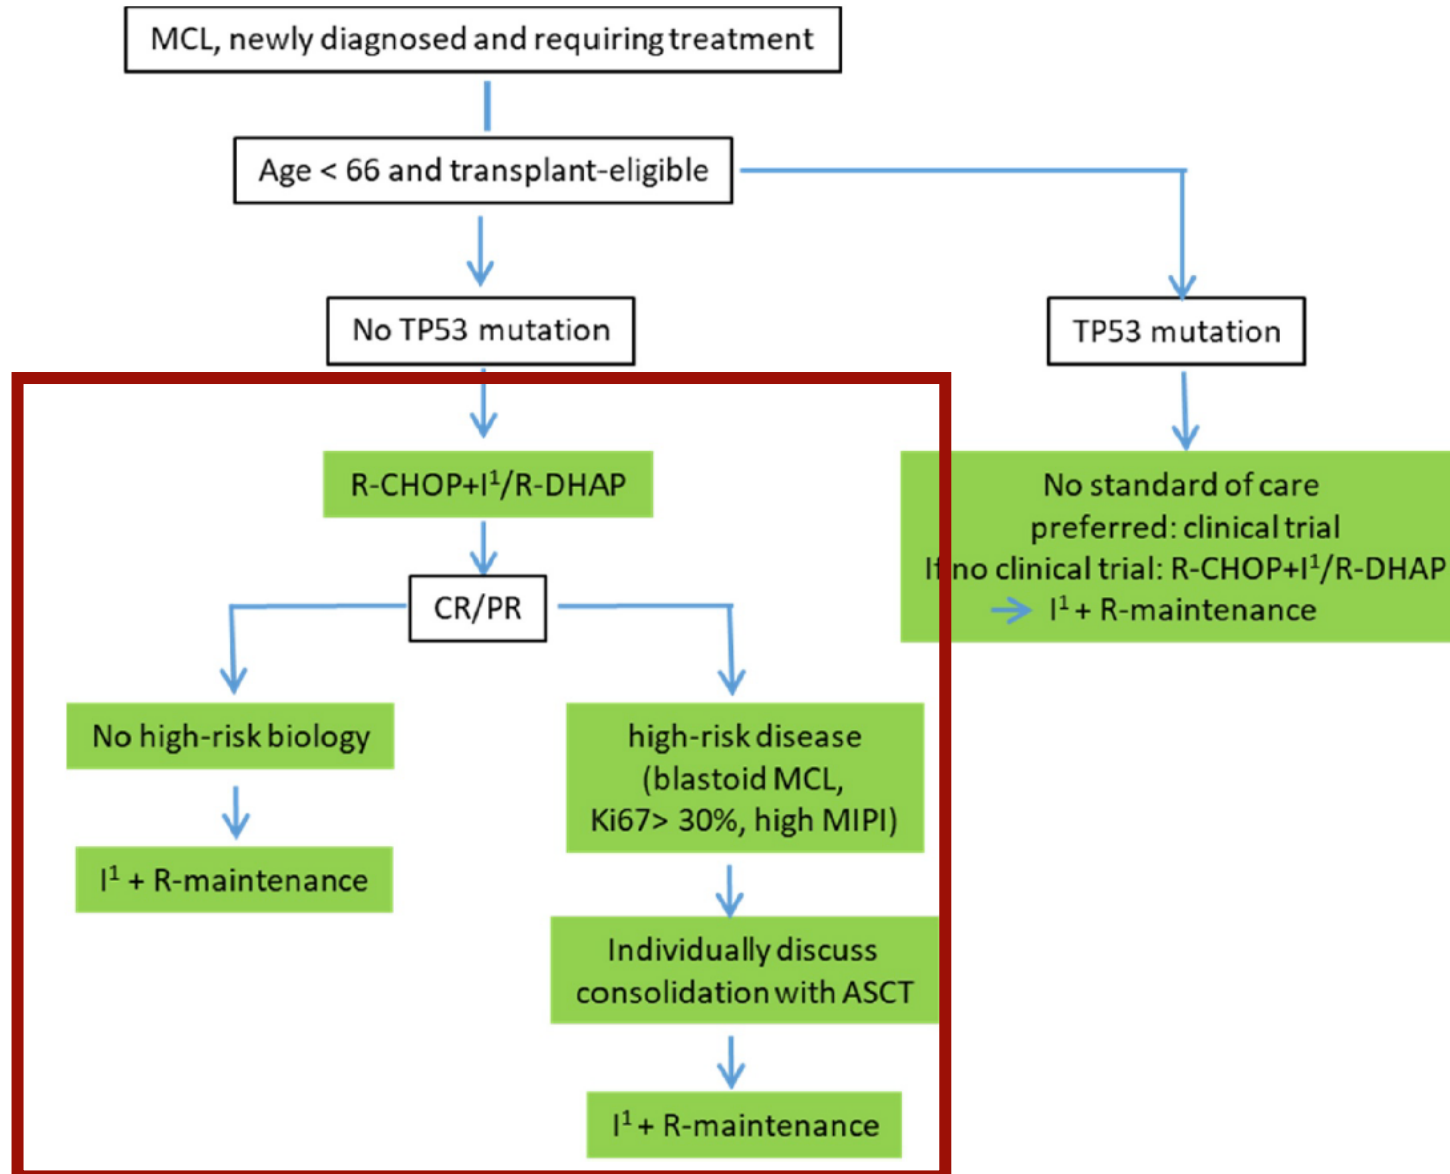 MCL, newly diagnosed and requiring treatment
Age < 66 and transplant-eligible
No TP53 mutation
TP53 mutation
R-CHOP+I¹/R-DHAP
No standard of care
preferred: clinical trial
If no clinical trial: R-CHOP+I¹/R-DHAP
I¹ + R-maintenance
CR/PR
No high-risk biology
I¹ + R-maintenance
high-risk disease
(blastoid MCL,
Ki67> 30%, high MIPI)
Individually discuss
consolidation with ASCT
I¹ + R-maintenance